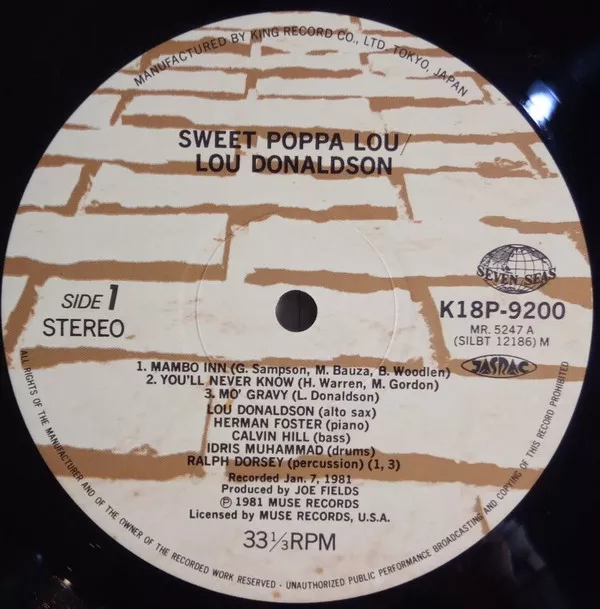 MANUFACTURED BY KING RECORD CO., LTD. TOKYO, JAPAN
SWEET POPPA LOU/
LOU DONALDSON
SEVEN SEAS
SIDE 1
STEREO
K18P-9200
MR. 5247 A
(SILBT 12186) M
JASRAC
1. MAMBO INN (G. Sampson, M. Bauza, B. Woodlen)
2. YOU'LL NEVER KNOW (H. Warren, M. Gordon)
3. MO' GRAVY (L. Donaldson)
LOU DONALDSON (alto sax)
HERMAN FOSTER (piano)
CALVIN HILL (bass)
IDRIS MUHAMMAD (drums)
RALPH DORSEY (percussion) (1, 3)
Recorded Jan. 7, 1981
Produced by JOE FIELDS
Ⓟ 1981 MUSE RECORDS
Licensed by MUSE RECORDS, U.S.A.
33 1/3 RPM
ALL RIGHTS OF THE MANUFACTURER AND OF THE OWNER OF THE RECORDED WORK RESERVED · UNAUTHORIZED PUBLIC PERFORMANCE BROADCASTING AND COPYING OF THIS RECORD PROHIBITED